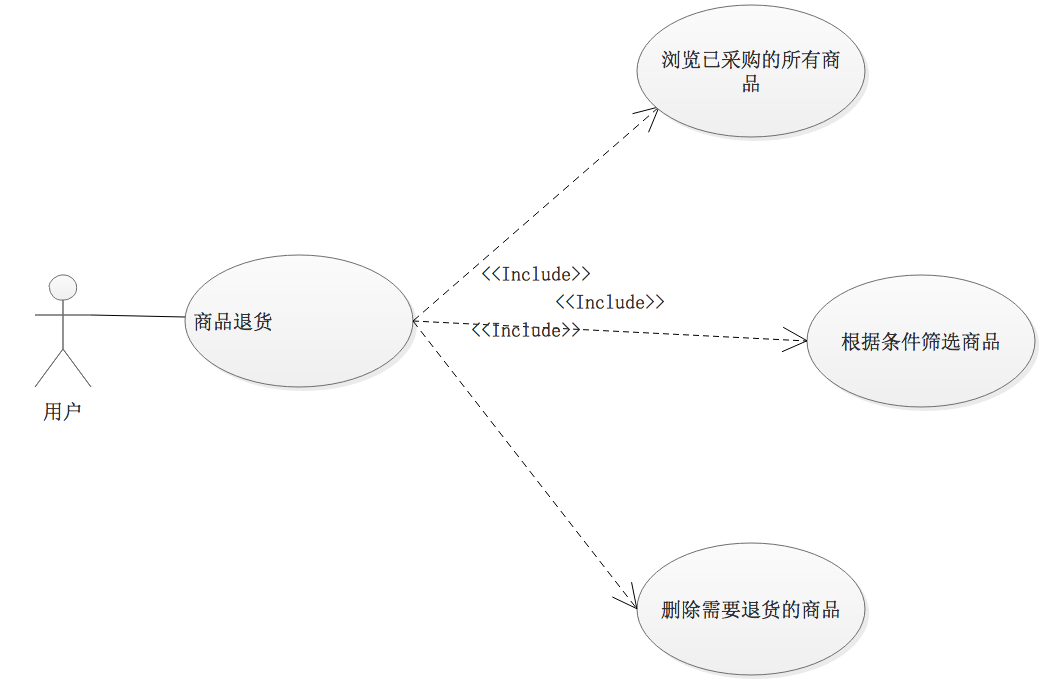 浏览已采购的所有商
品
<<Include>>
<<Include>>
商品退货
<<Include>>
根据条件筛选商品
用户
删除需要退货的商品